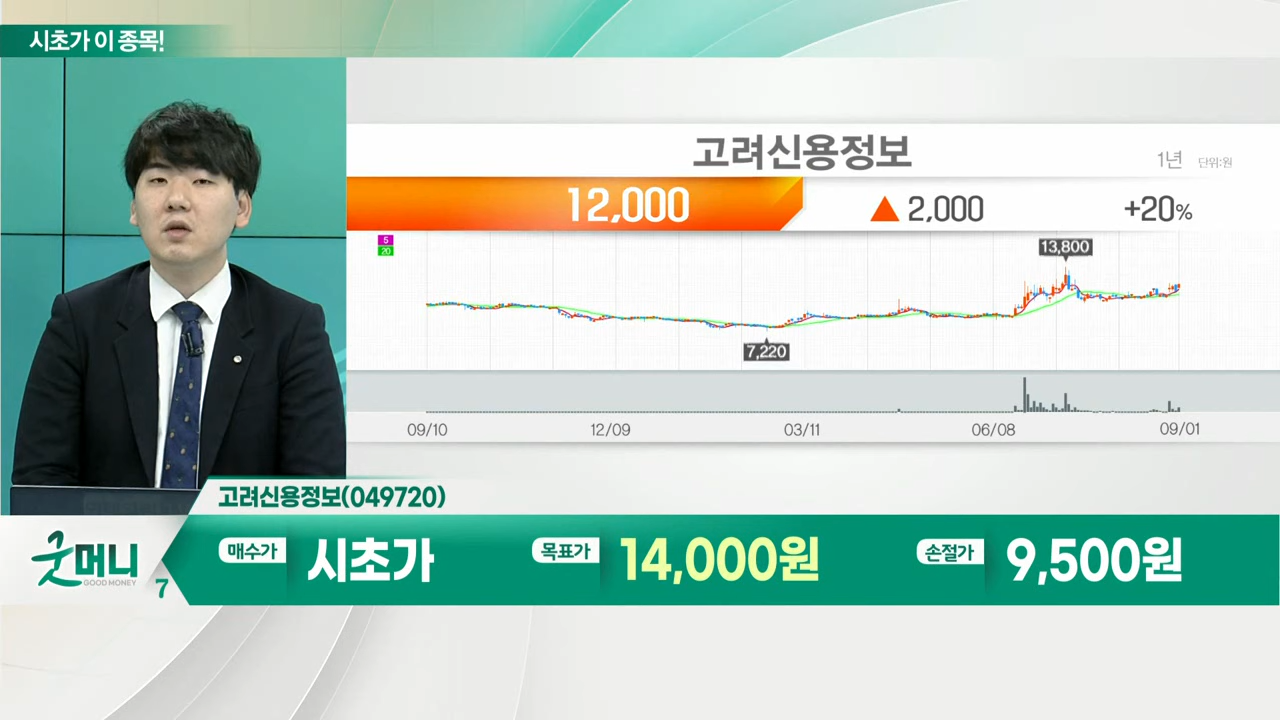 시초가 이 종목!
고려신용정보
1년 단위:원
12,000 ▲ 2,000 +20%
5
20
13,800
7,220
09/10 12/09 03/11 06/08 09/01
고려신용정보(049720)
매수가 시초가 목표가 14,000원 손절가 9,500원
굿머니
GOOD MONEY
7